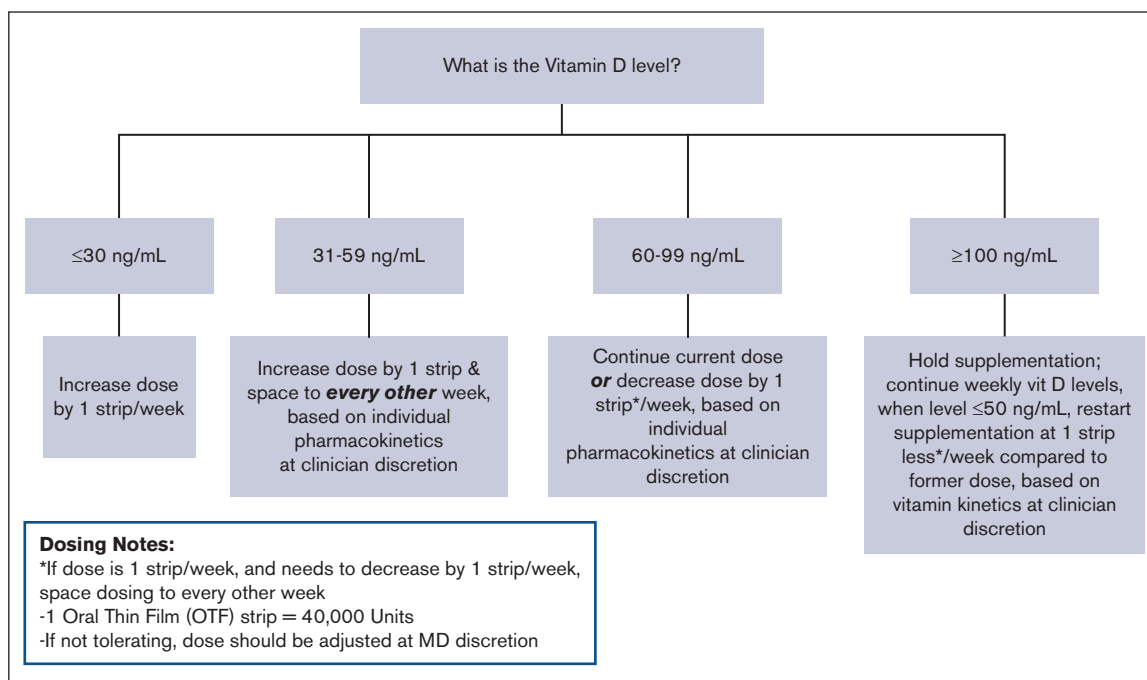 What is the Vitamin D level?
≤30 ng/mL
31-59 ng/mL
60-99 ng/mL
≥100 ng/mL
Increase dose
by 1 strip/week
Increase dose by 1 strip &
space to every other week,
based on individual
pharmacokinetics
at clinician discretion
Continue current dose
or decrease dose by 1
strip*/week, based on
individual
pharmacokinetics at clinician
discretion
Hold supplementation;
continue weekly vit D levels,
when level ≤50 ng/mL, restart
supplementation at 1 strip
less*/week compared to
former dose, based on
vitamin kinetics at clinician
discretion
Dosing Notes:
*If dose is 1 strip/week, and needs to decrease by 1 strip/week,
space dosing to every other week
-1 Oral Thin Film (OTF) strip = 40,000 Units
-If not tolerating, dose should be adjusted at MD discretion